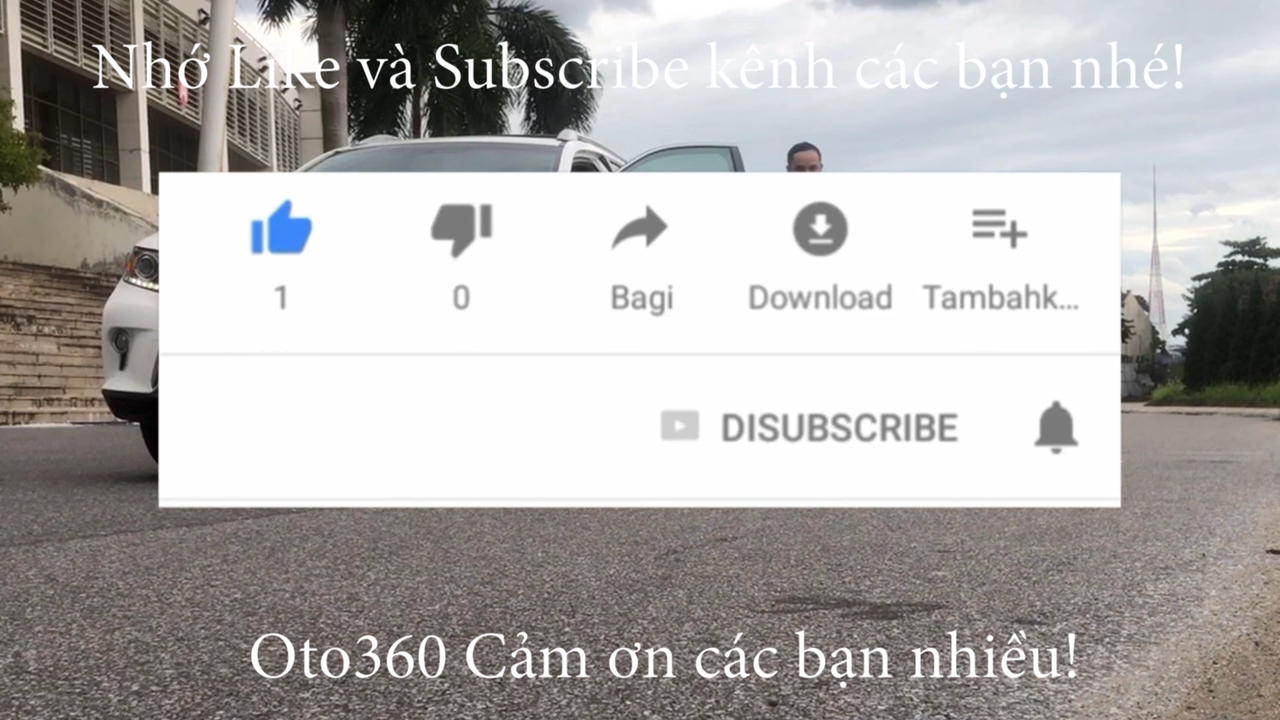 Nhớ Like và Subscribe kênh các bạn nhé!
1 0 Bagi Download Tambahk...
DISUBSCRIBE
Oto360 Cảm ơn các bạn nhiều!